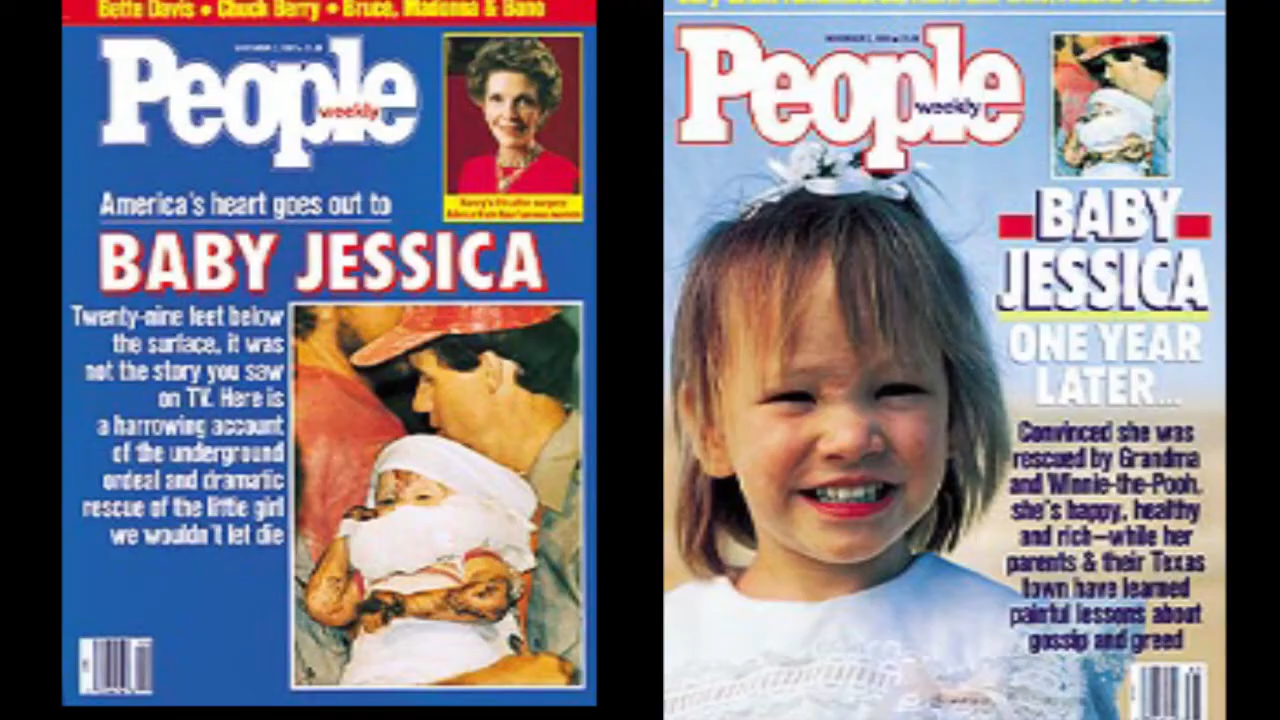 Bette Davis • Chuck Berry • Bruce, Madonna & Bono
People
weekly
America's heart goes out to
BABY JESSICA
Twenty-nine feet below
the surface, it was
not the story you saw
on TV. Here is
a harrowing account
of the underground
ordeal and dramatic
rescue of the little girl
we wouldn't let die
People
weekly
BABY
JESSICA
ONE YEAR
LATER...
Convinced she was
rescued by Grandma
and Winnie-the-Pooh,
she's happy, healthy
and rich—while her
parents & their Texas
town have learned
painful lessons about
gossip and greed